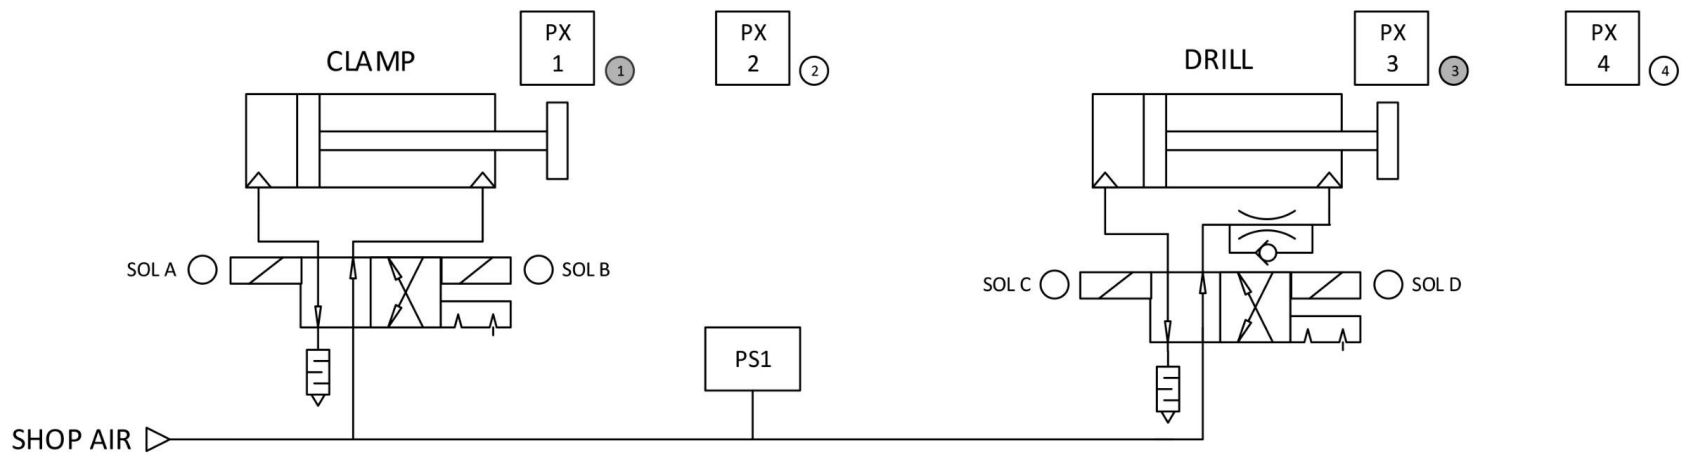 CLAMP
PX
1
1
PX
2
2
DRILL
PX
3
3
PX
4
4
SOL A
SOL B
SOL C
SOL D
PS1
SHOP AIR